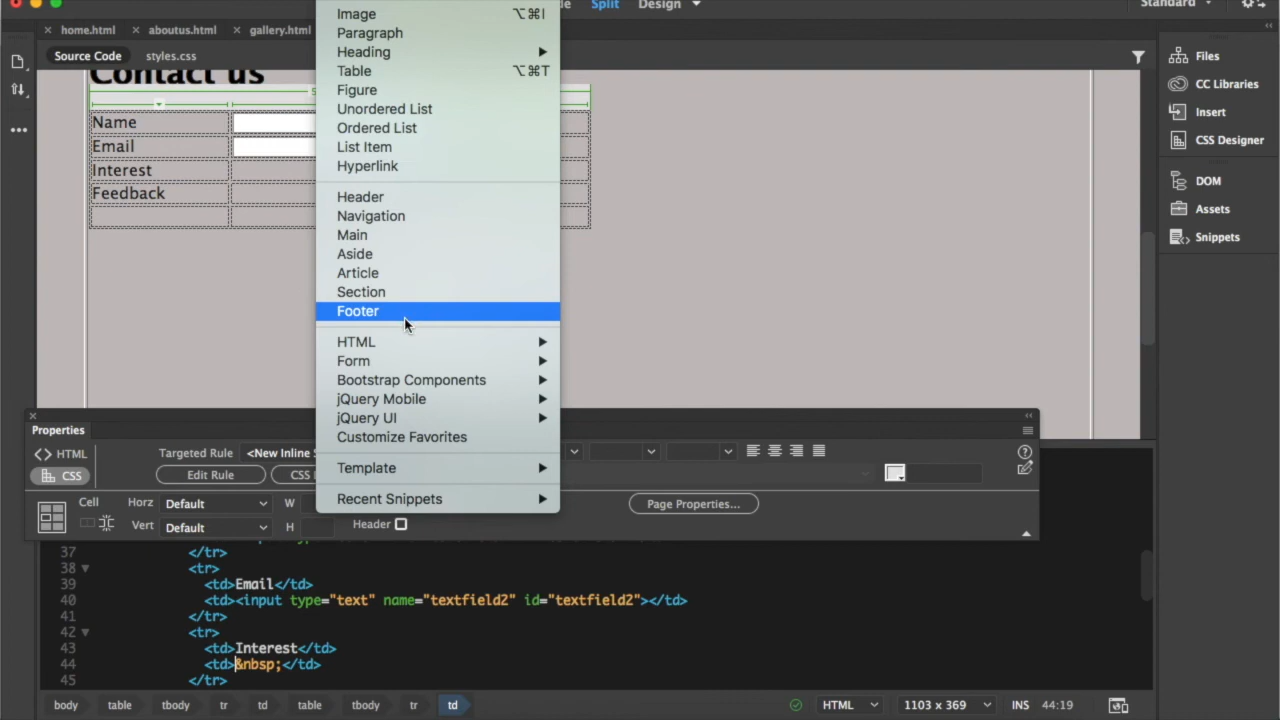 Split
Design
Standard
home.html
aboutus.html
gallery.html
Source Code
styles.css
Contact us
Name
Email
Interest
Feedback
Image ⌥⌘I
Paragraph
Heading
Table ⌥⌘T
Figure
Unordered List
Ordered List
List Item
Hyperlink
Header
Navigation
Main
Aside
Article
Section
Footer
HTML
Form
Bootstrap Components
jQuery Mobile
jQuery UI
Customize Favorites
Template
Recent Snippets
Files
CC Libraries
Insert
CSS Designer
DOM
Assets
Snippets
Properties
<> HTML
CSS
Targeted Rule
<New Inline S
Edit Rule
CSS
Cell
Horz Default
W
Vert Default
H
Header
Page Properties...
37 </tr>
38 <tr>
39 <td>Email</td>
40 <td><input type="text" name="textfield2" id="textfield2"></td>
41 </tr>
42 <tr>
43 <td>Interest</td>
44 <td>&nbsp;</td>
45 </tr>
body table tbody tr td table tbody tr td
HTML
1103 x 369
INS
44:19